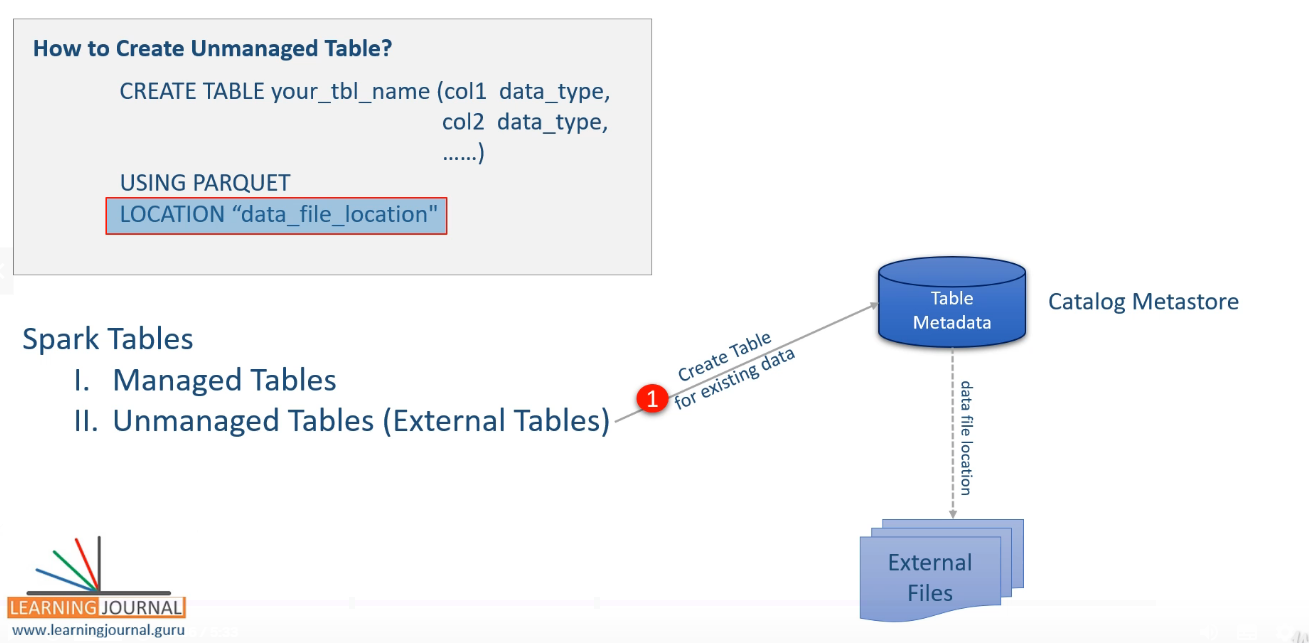 How to Create Unmanaged Table?
CREATE TABLE your_tbl_name (col1 data_type,
col2 data_type,
......)
USING PARQUET
LOCATION “data_file_location"
Spark Tables
I. Managed Tables
II. Unmanaged Tables (External Tables)
1
Create Table
for existing data
Table
Metadata
Catalog Metastore
data file location
External
Files
LEARNING JOURNAL
www.learningjournal.guru